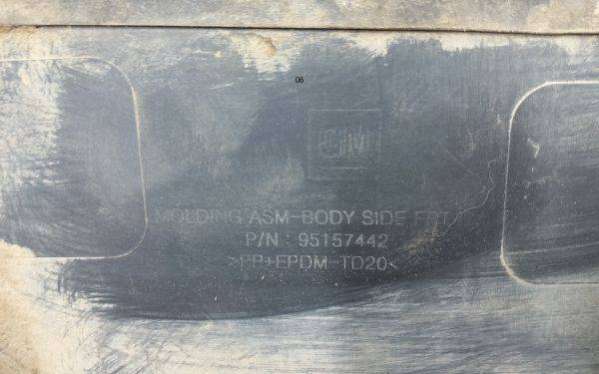 06
GM
MOLDING ASM-BODY SIDE FRT
P/N : 95157442
>PP+EPDM-TD20<